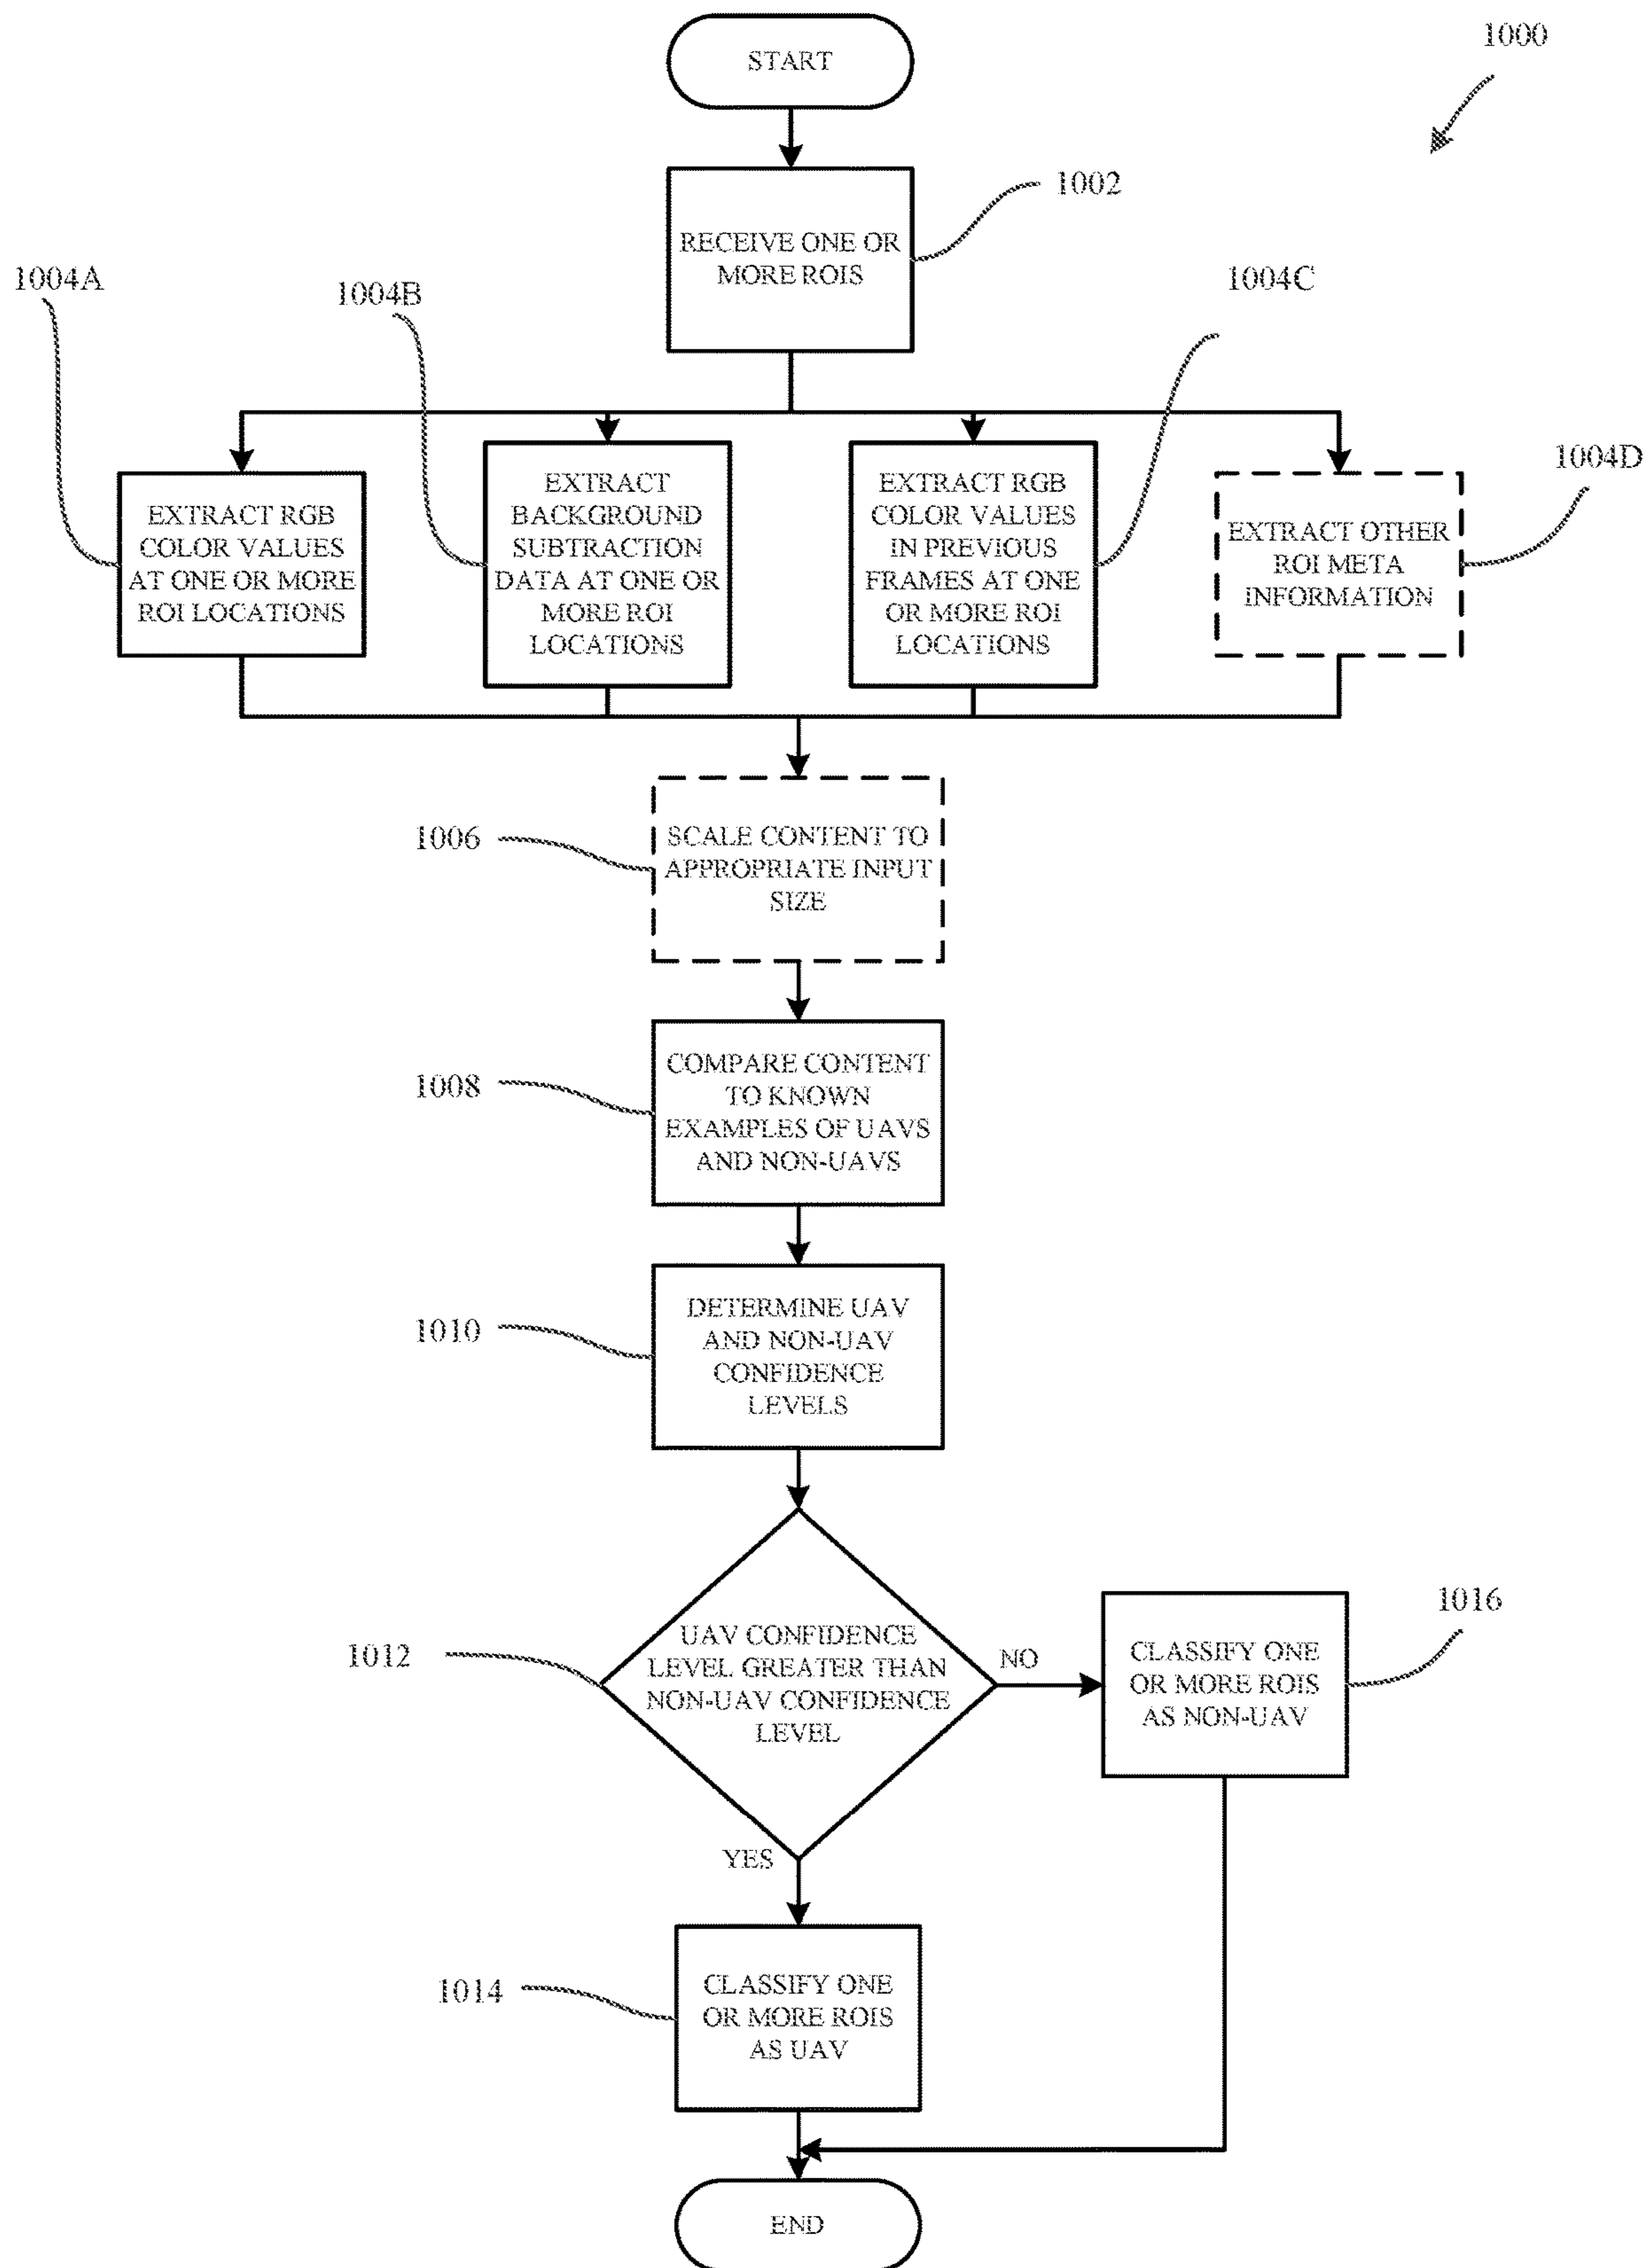 START
1000
1002
RECEIVE ONE OR
MORE ROIS
1004A
1004B
1004C
1004D
EXTRACT RGB
COLOR VALUES
AT ONE OR MORE
ROI LOCATIONS
EXTRACT
BACKGROUND
SUBTRACTION
DATA AT ONE OR
MORE ROI
LOCATIONS
EXTRACT RGB
COLOR VALUES
IN PREVIOUS
FRAMES AT ONE
OR MORE ROI
LOCATIONS
EXTRACT OTHER
ROI META
INFORMATION
1006
SCALE CONTENT TO
APPROPRIATE INPUT
SIZE
1008
COMPARE CONTENT
TO KNOWN
EXAMPLES OF UAVS
AND NON-UAVS
1010
DETERMINE UAV
AND NON-UAV
CONFIDENCE
LEVELS
1012
UAV CONFIDENCE
LEVEL GREATER THAN
NON-UAV CONFIDENCE
LEVEL
NO
1016
CLASSIFY ONE
OR MORE ROIS
AS NON-UAV
YES
1014
CLASSIFY ONE
OR MORE ROIS
AS UAV
END